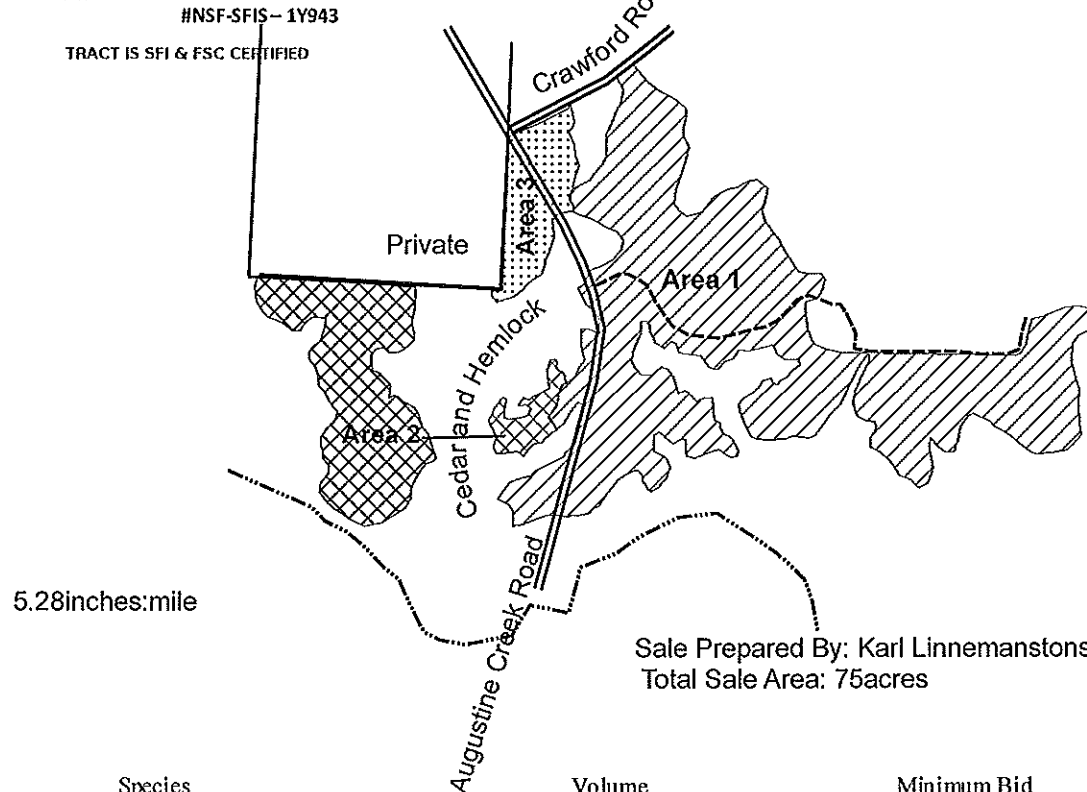 #NSF-SFIS – 1Y943
TRACT IS SFI & FSC CERTIFIED
Crawford Ro
Area 3
Private
Area 1
Cedar and Hemlock
Area 2
5.28inches:mile
Augustine Creek Road
Sale Prepared By: Karl Linnemanstons
Total Sale Area: 75acres
Species Volume Minimum Bid